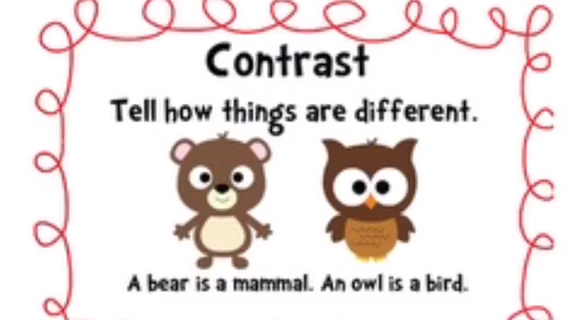 Contrast
Tell how things are different.
A bear is a mammal. An owl is a bird.